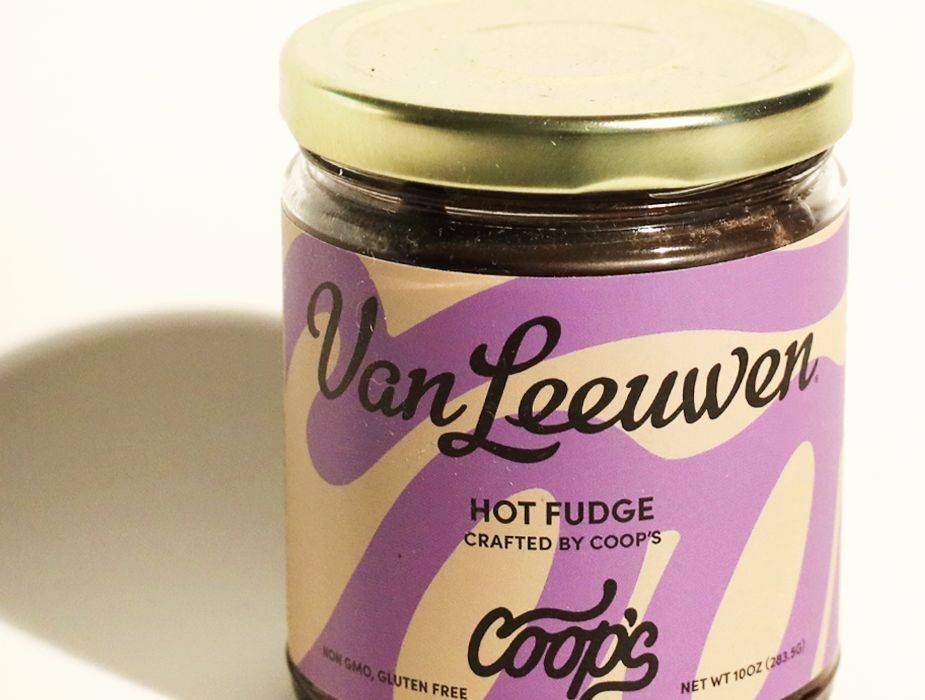 Van Leeuwen
HOT FUDGE
CRAFTED BY COOP'S
Coop's
NON GMO, GLUTEN FREE
NET WT 10OZ (283.5G)